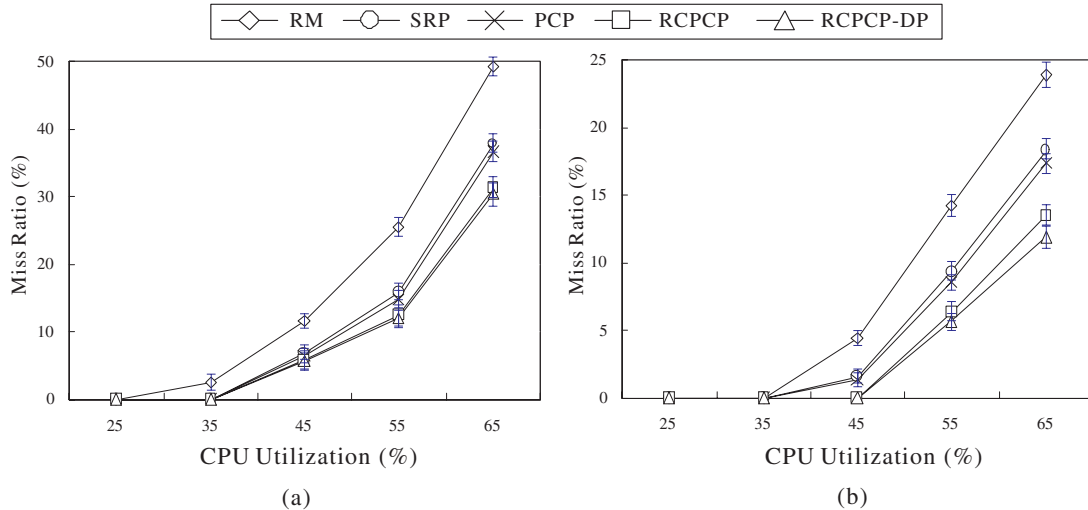 RM SRP PCP RCPCP RCPCP-DP
50
40
30
20
10
0
Miss Ratio (%)
25 35 45 55 65
CPU Utilization (%)
(a)
25
20
15
10
5
0
Miss Ratio (%)
25 35 45 55 65
CPU Utilization (%)
(b)